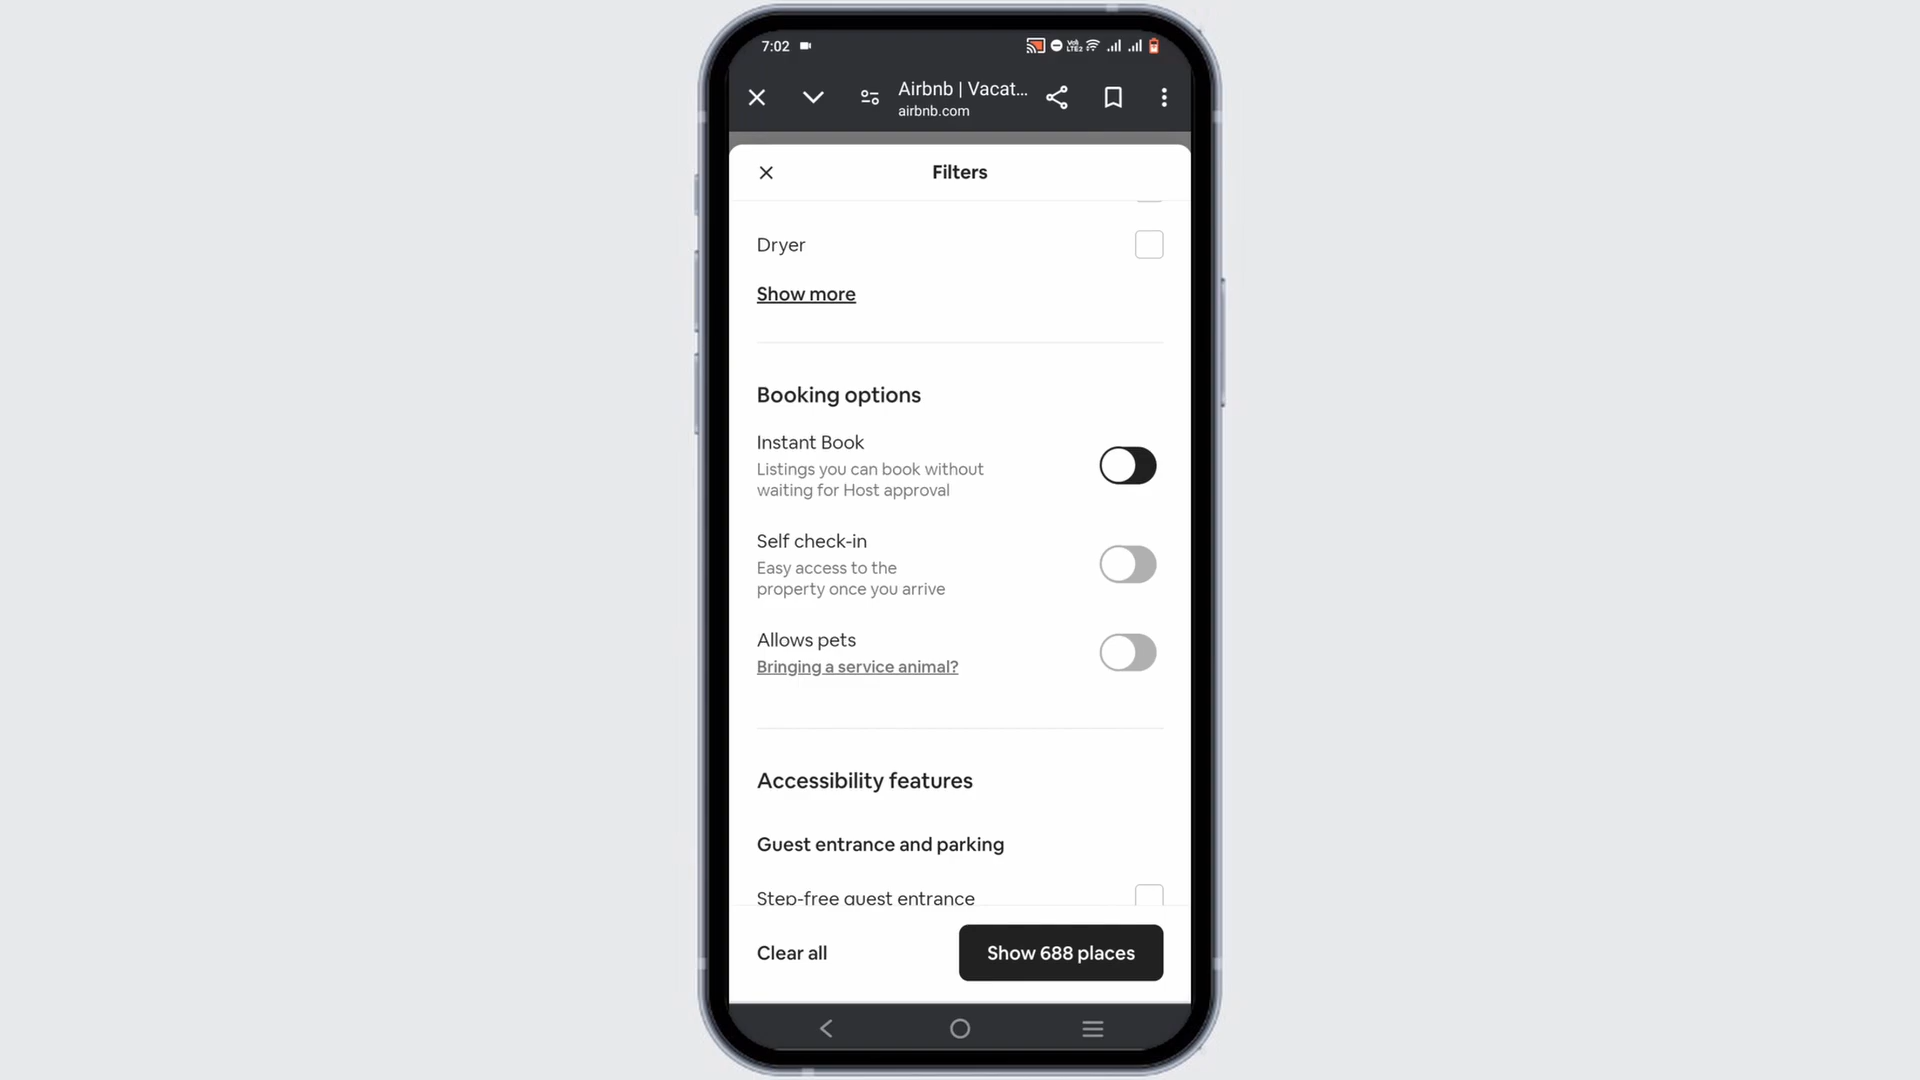 7:02
Vo) LTE2
Airbnb | Vacat...
airbnb.com
Filters
Dryer
Show more
Booking options
Instant Book
Listings you can book without
waiting for Host approval
Self check-in
Easy access to the
property once you arrive
Allows pets
Bringing a service animal?
Accessibility features
Guest entrance and parking
Step-free guest entrance
Clear all
Show 688 places